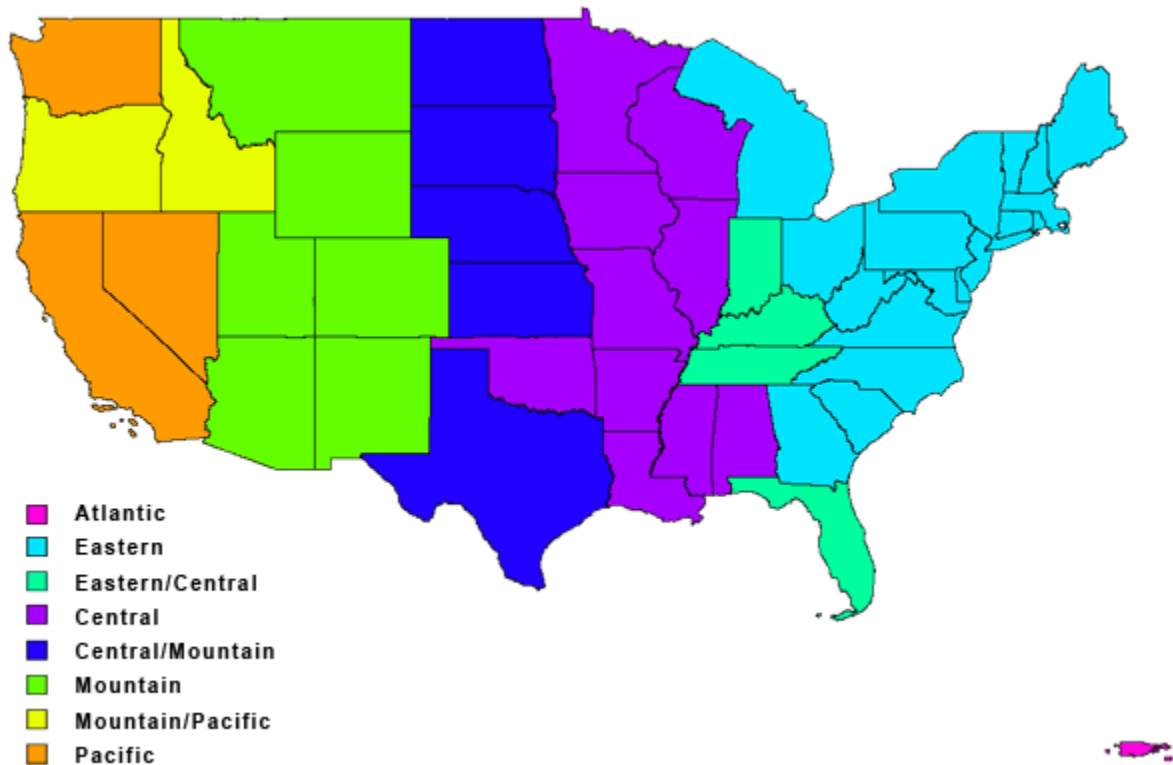 Atlantic
Eastern
Eastern/Central
Central
Central/Mountain
Mountain
Mountain/Pacific
Pacific